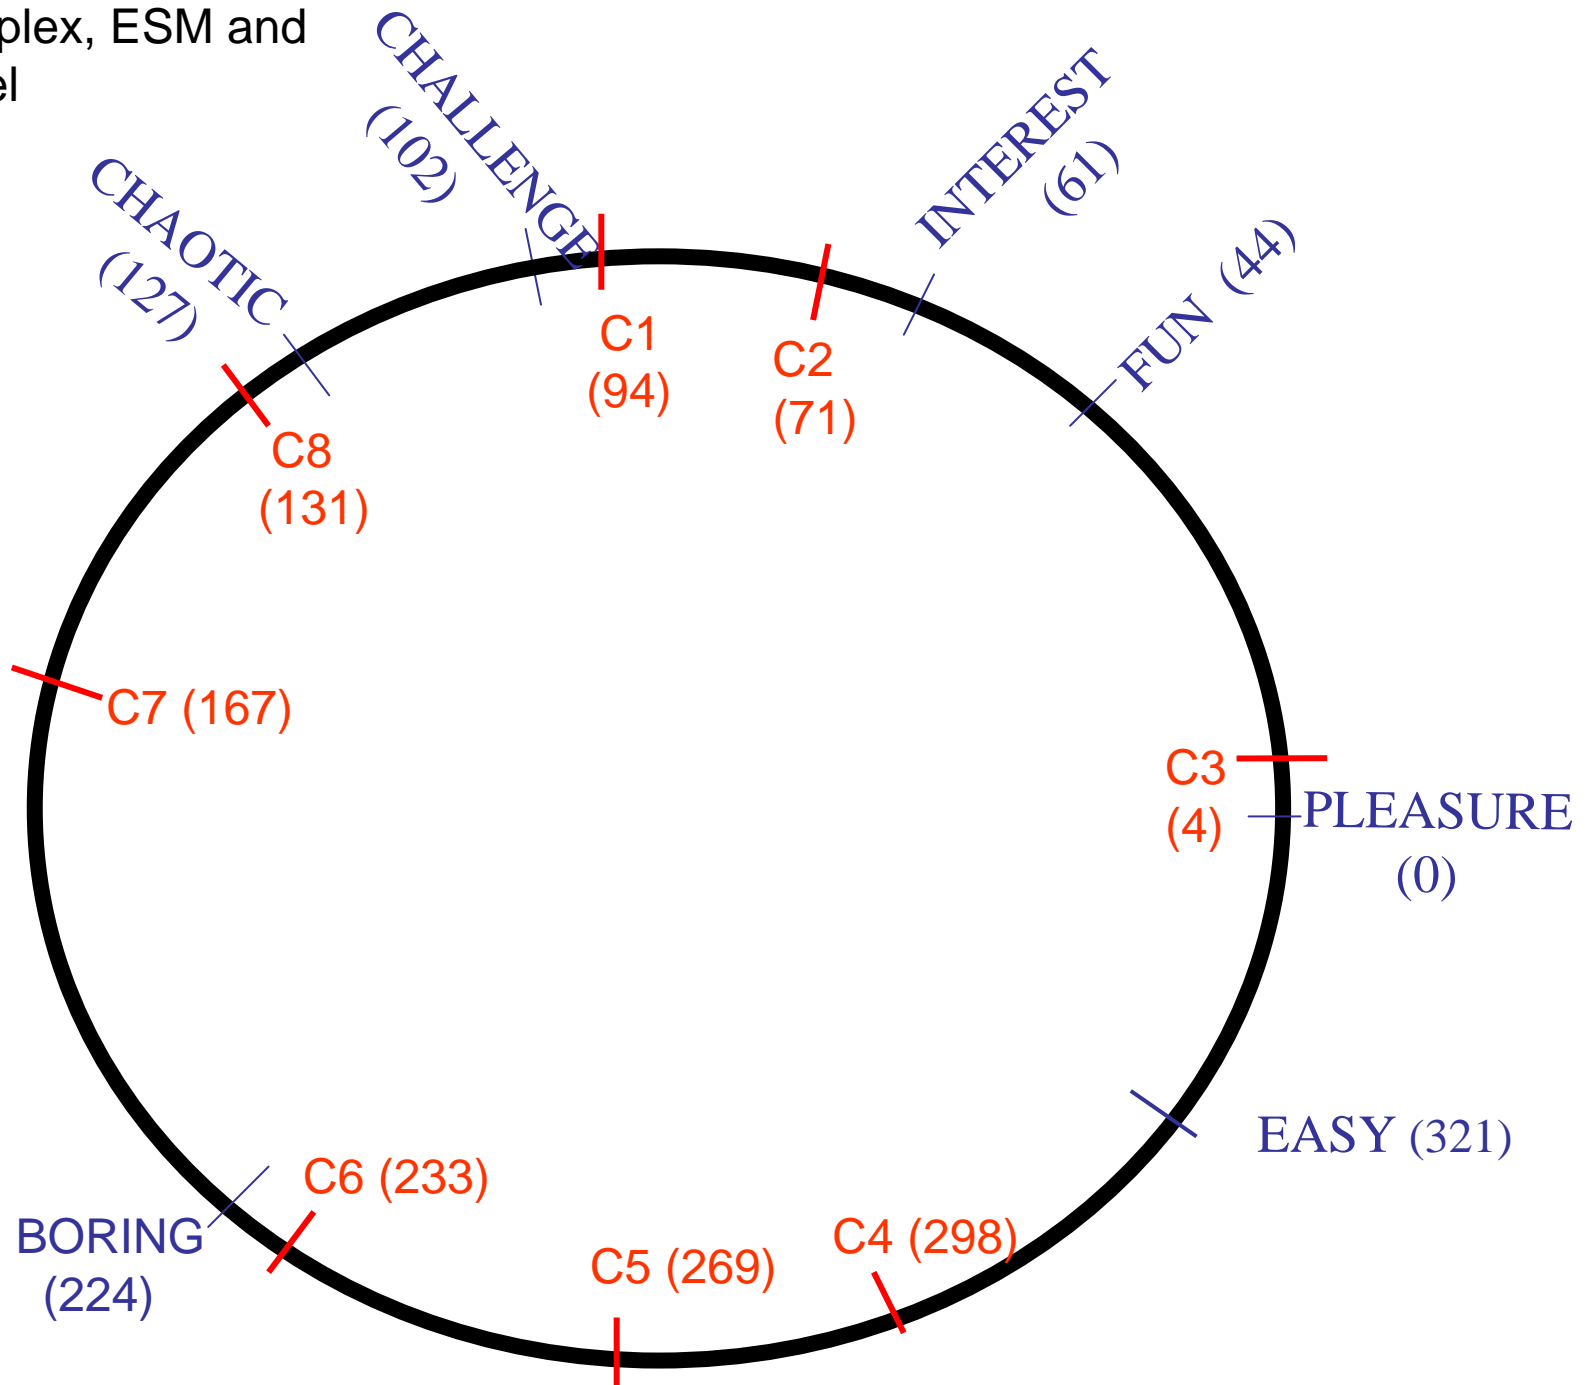 plex, ESM and
el
CHALLENGE
(102)
INTEREST
(61)
CHAOTIC
(127)
FUN (44)
C1
(94)
C2
(71)
C8
(131)
C7 (167)
C3
(4)
PLEASURE
(0)
EASY (321)
C6 (233)
BORING
(224)
C5 (269)
C4 (298)